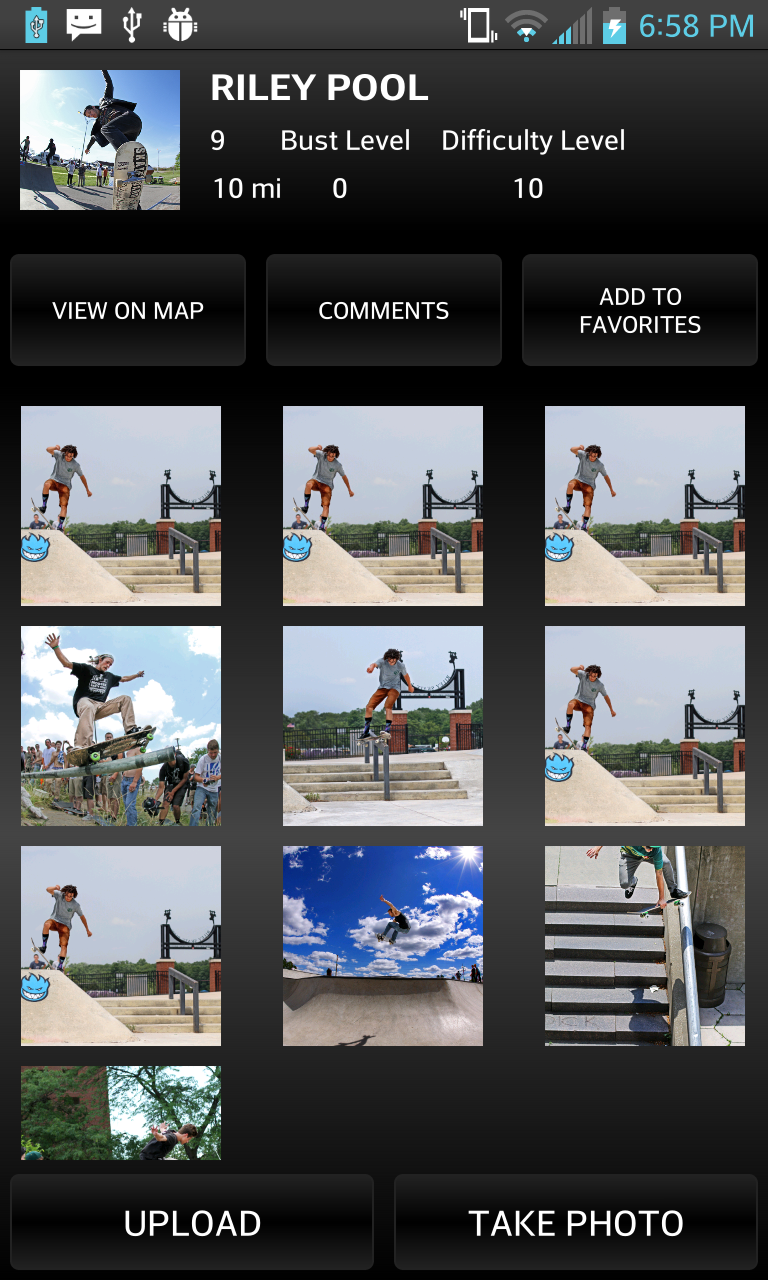 6:58 PM
RILEY POOL
9 Bust Level Difficulty Level
10 mi 0 10
VIEW ON MAP COMMENTS ADD TO FAVORITES
UPLOAD TAKE PHOTO